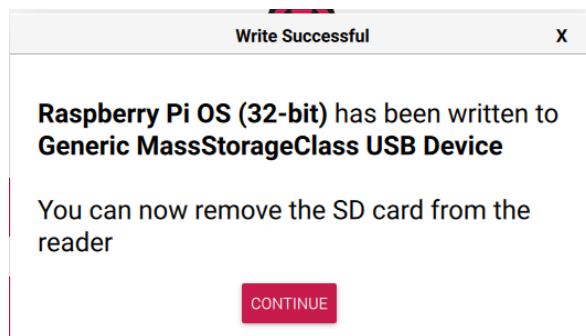 Write Successful X
Raspberry Pi OS (32-bit) has been written to
Generic MassStorageClass USB Device
You can now remove the SD card from the
reader
CONTINUE